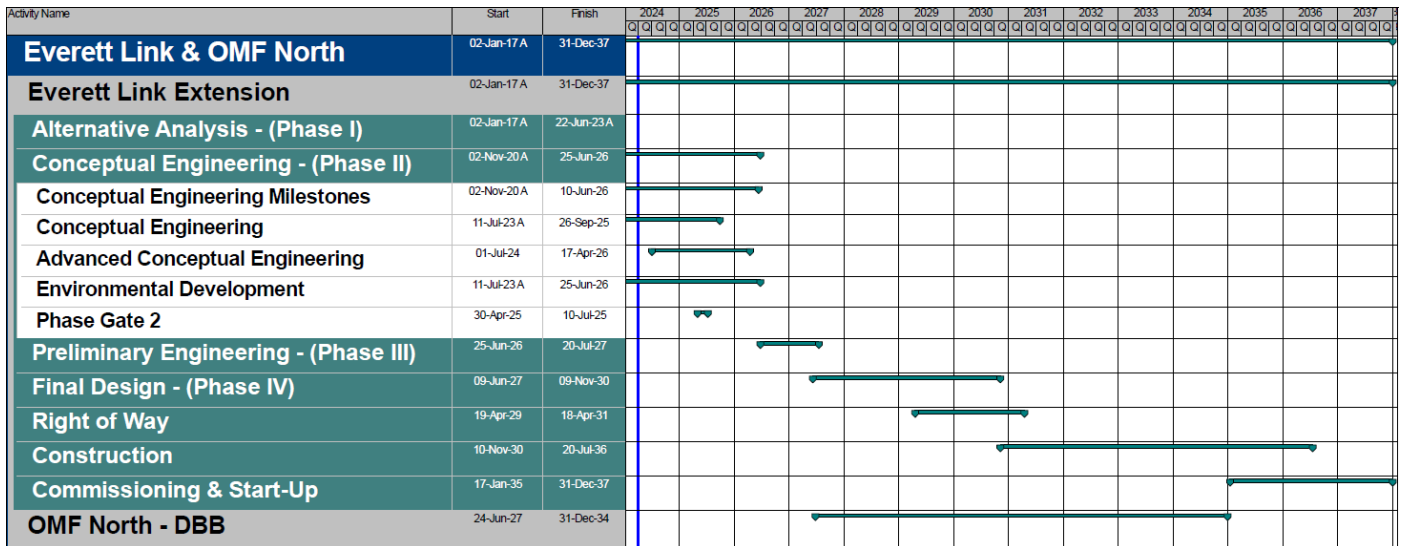 Activity Name Start Finish 2024 2025 2026 2027 2028 2029 2030 2031 2032 2033 2034 2035 2036 2037
Q Q Q Q Q Q Q Q Q Q Q Q Q Q Q Q Q Q Q Q Q Q Q Q Q Q Q Q Q Q Q Q Q Q Q Q Q Q Q Q Q Q Q Q Q Q Q Q Q Q Q Q Q Q Q Q
Everett Link & OMF North 02-Jan-17 A 31-Dec-37
Everett Link Extension 02-Jan-17 A 31-Dec-37
Alternative Analysis - (Phase I) 02-Jan-17 A 22-Jun-23 A
Conceptual Engineering - (Phase II) 02-Nov-20 A 25-Jun-26
Conceptual Engineering Milestones 02-Nov-20 A 10-Jun-26
Conceptual Engineering 11-Jul-23 A 26-Sep-25
Advanced Conceptual Engineering 01-Jul-24 17-Apr-26
Environmental Development 11-Jul-23 A 25-Jun-26
Phase Gate 2 30-Apr-25 10-Jul-25
Preliminary Engineering - (Phase III) 25-Jun-26 20-Jul-27
Final Design - (Phase IV) 09-Jun-27 09-Nov-30
Right of Way 19-Apr-29 18-Apr-31
Construction 10-Nov-30 20-Jul-36
Commissioning & Start-Up 17-Jan-35 31-Dec-37
OMF North - DBB 24-Jun-27 31-Dec-34